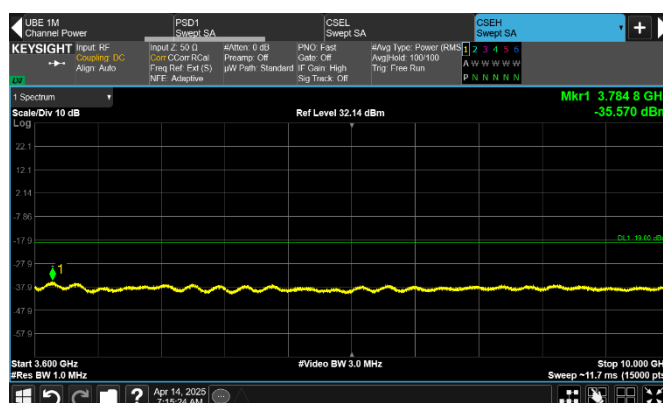 UBE 1M
Channel Power
PSD1
Swept SA
CSEL
Swept SA
CSEH
Swept SA
KEYSIGHT
Input: RF
Coupling: DC
Align: Auto
Input Z: 50 Ω
Corr CCorr RCal
Freq Ref: Ext (S)
NFE: Adaptive
#Atten: 0 dB
Preamp: Off
µW Path: Standard
PNO: Fast
Gate: Off
IF Gain: High
Sig Track: Off
#Avg Type: Power (RMS
Avg|Hold: 100/100
Trig: Free Run
1 2 3 4 5 6
A W W W W W
P N N N N N
1 Spectrum
Scale/Div 10 dB
Log
Ref Level 32.14 dBm
Mkr1 3.784 8 GH
-35.570 dBm
22.1
12.1
2.14
-7.86
-17.9
-27.9
-37.9
-47.9
-57.9
DL1 -19.00 dB
1
Start 3.600 GHz
#Res BW 1.0 MHz
#Video BW 3.0 MHz
Stop 10.000 GH
Sweep ~11.7 ms (15000 pts
Apr 14, 2025
7:15:24 AM